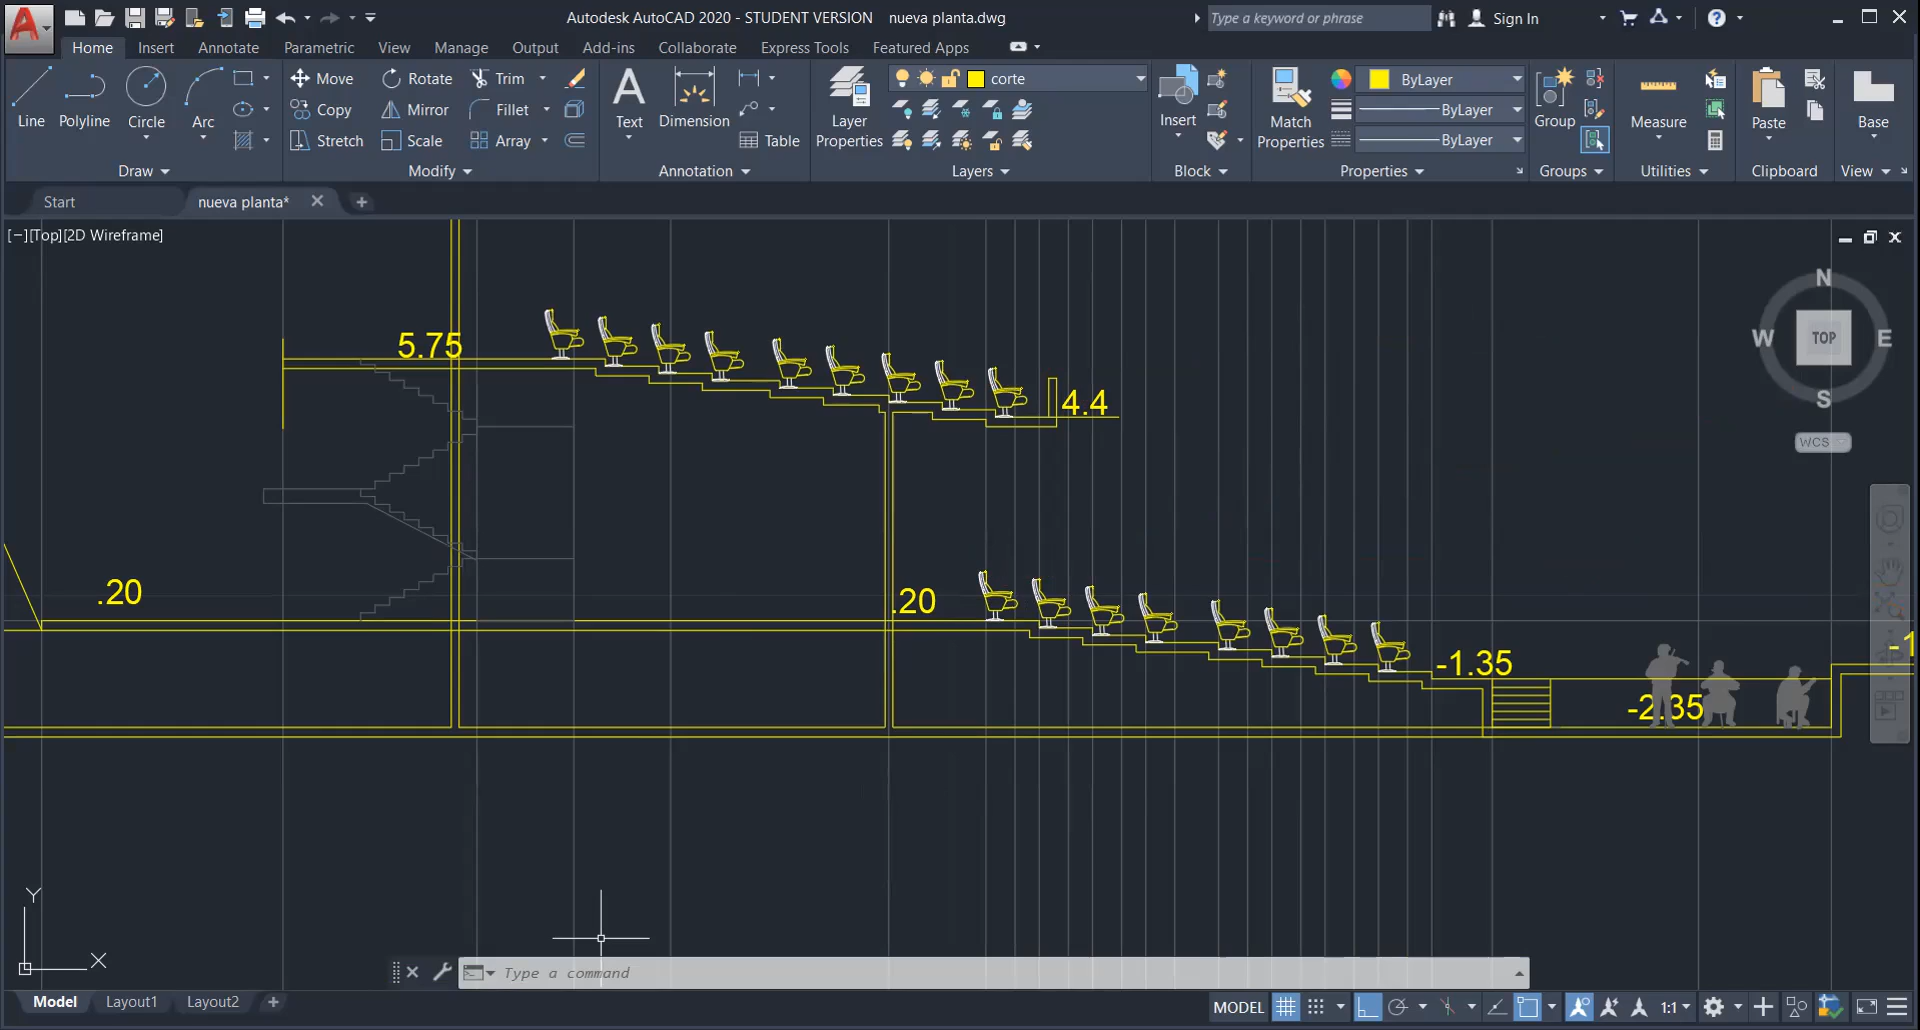 Autodesk AutoCAD 2020 - STUDENT VERSION nueva planta.dwg
Type a keyword or phrase
Sign In
Home Insert Annotate Parametric View Manage Output Add-ins Collaborate Express Tools Featured Apps
Line Polyline Circle Arc
Move Rotate Trim
Copy Mirror Fillet
Stretch Scale Array
Text Dimension Table
Layer Properties
corte
Insert
Match Properties
ByLayer
ByLayer
ByLayer
Group
Measure
Paste
Base
Draw Modify Annotation Layers Block Properties Groups Utilities Clipboard View
Start nueva planta*
[−][Top][2D Wireframe]
N
W TOP E
S
WCS
5.75
4.4
.20
.20
-1.35
-2.35
-1
Y
X
Type a command
Model Layout1 Layout2
MODEL 1:1